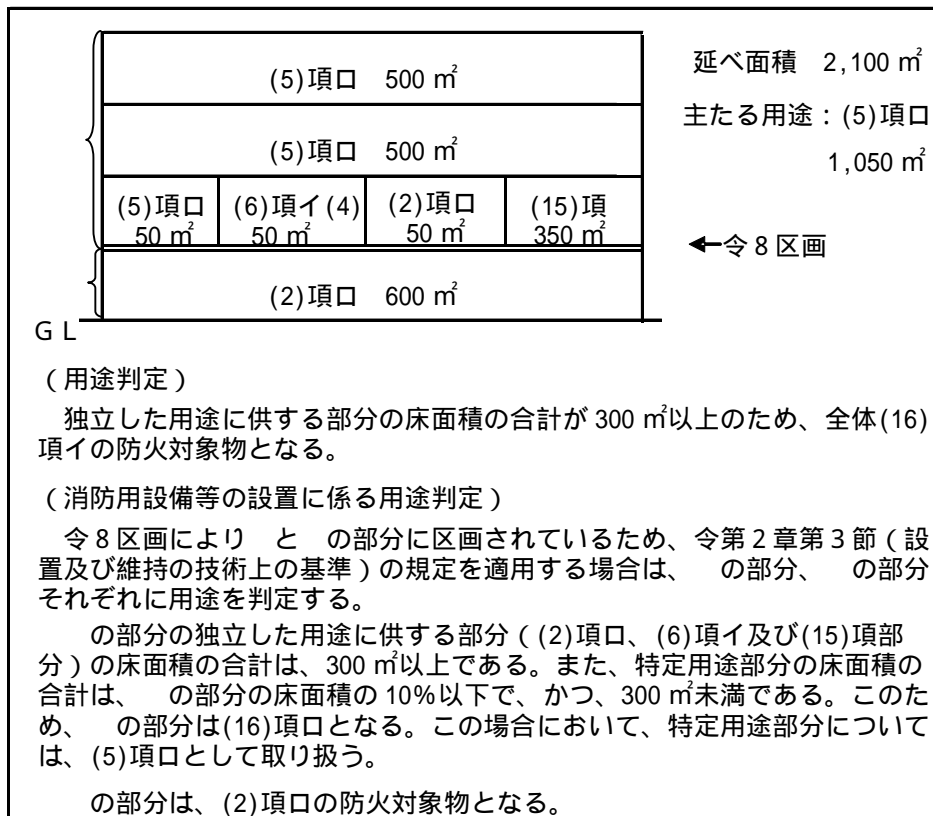 (5)項ロ　500 ㎡
延べ面積　2,100 ㎡
(5)項ロ　500 ㎡
主たる用途：(5)項ロ
1,050 ㎡
(5)項ロ
50 ㎡
(6)項イ(4)
50 ㎡
(2)項ロ
50 ㎡
(15)項
350 ㎡
←令８区画
(2)項ロ　600 ㎡
ＧＬ
（用途判定）
独立した用途に供する部分の床面積の合計が 300 ㎡以上のため、全体(16)
項イの防火対象物となる。
（消防用設備等の設置に係る用途判定）
令８区画により　と　の部分に区画されているため、令第２章第３節（設
置及び維持の技術上の基準）の規定を適用する場合は、　の部分、　の部分
それぞれに用途を判定する。
の部分の独立した用途に供する部分（(2)項ロ、(6)項イ及び(15)項部
分）の床面積の合計は、300 ㎡以上である。また、特定用途部分の床面積の
合計は、　の部分の床面積の 10％以下で、かつ、300 ㎡未満である。このた
め、　の部分は(16)項ロとなる。この場合において、特定用途部分について
は、(5)項ロとして取り扱う。
の部分は、(2)項ロの防火対象物となる。